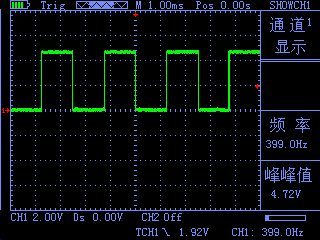 Trig M 1.00ms Pos 0.00s SHOWCH1
通道1
显示
频 率
399.0Hz
峰峰值
4.72V
CH1 2.00V Ds 0.00V CH2 Off
TCH1 1.92V CH1: 399.0Hz